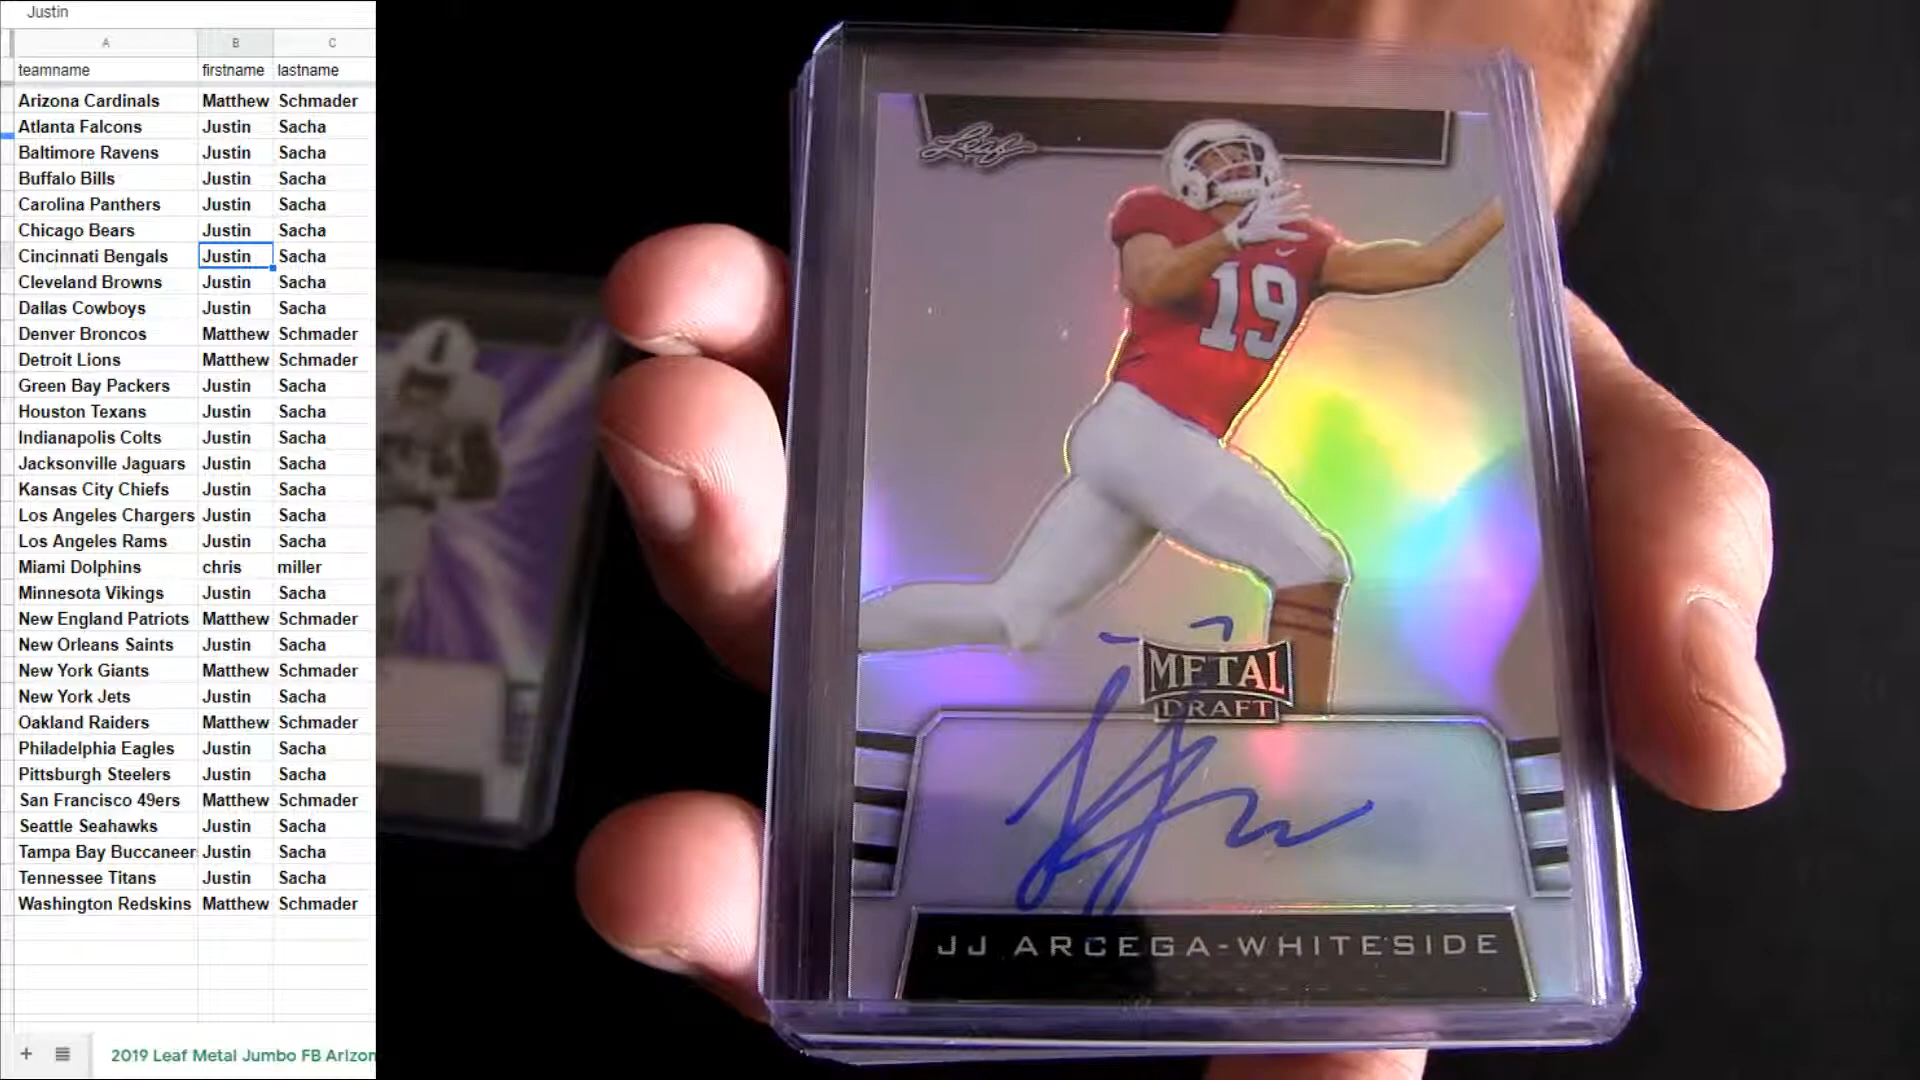 Justin
A B C
teamname firstname lastname
Arizona Cardinals Matthew Schmader
Atlanta Falcons Justin Sacha
Baltimore Ravens Justin Sacha
Buffalo Bills Justin Sacha
Carolina Panthers Justin Sacha
Chicago Bears Justin Sacha
Cincinnati Bengals Justin Sacha
Cleveland Browns Justin Sacha
Dallas Cowboys Justin Sacha
Denver Broncos Matthew Schmader
Detroit Lions Matthew Schmader
Green Bay Packers Justin Sacha
Houston Texans Justin Sacha
Indianapolis Colts Justin Sacha
Jacksonville Jaguars Justin Sacha
Kansas City Chiefs Justin Sacha
Los Angeles Chargers Justin Sacha
Los Angeles Rams Justin Sacha
Miami Dolphins chris miller
Minnesota Vikings Justin Sacha
New England Patriots Matthew Schmader
New Orleans Saints Justin Sacha
New York Giants Matthew Schmader
New York Jets Justin Sacha
Oakland Raiders Matthew Schmader
Philadelphia Eagles Justin Sacha
Pittsburgh Steelers Justin Sacha
San Francisco 49ers Matthew Schmader
Seattle Seahawks Justin Sacha
Tampa Bay Buccaneer Justin Sacha
Tennessee Titans Justin Sacha
Washington Redskins Matthew Schmader
2019 Leaf Metal Jumbo FB Arizon
Leaf
19
METAL
DRAFT
JJ ARCEGA-WHITESIDE